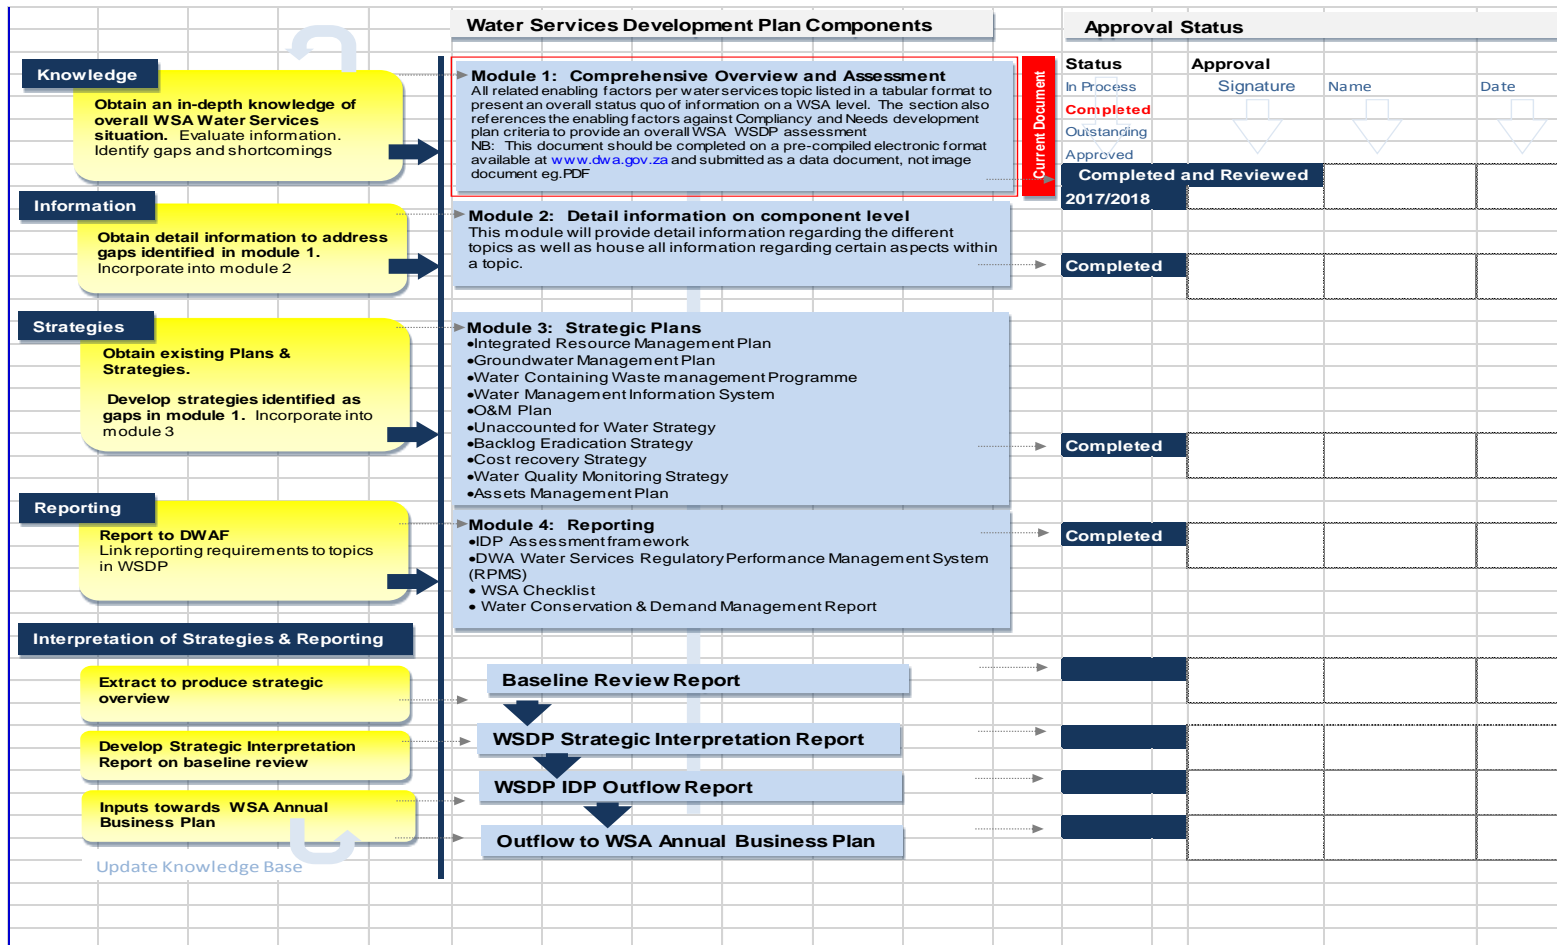 Water Services Development Plan Components
Approval Status
Knowledge
Obtain an in-depth knowledge of
overall WSA Water Services
situation. Evaluate information.
Identify gaps and shortcomings
Module 1: Comprehensive Overview and Assessment
All related enabling factors per water services topic listed in a tabular format to
present an overall status quo of information on a WSA level. The section also
references the enabling factors against Compliancy and Needs development
plan criteria to provide an overall WSA WSDP assessment
NB: This document should be completed on a pre-compiled electronic format
available at www.dwa.gov.za and submitted as a data document, not image
document eg.PDF
Current Document
Status
Approval
In Process
Signature
Name
Date
Completed
Outstanding
Approved
Completed and Reviewed
2017/2018
Information
Obtain detail information to address
gaps identified in module 1.
Incorporate into module 2
Module 2: Detail information on component level
This module will provide detail information regarding the different
topics as well as house all information regarding certain aspects within
a topic.
Completed
Strategies
Obtain existing Plans &
Strategies.
Develop strategies identified as
gaps in module 1. Incorporate into
module 3
Module 3: Strategic Plans
•Integrated Resource Management Plan
•Groundwater Management Plan
•Water Containing Waste management Programme
•Water Management Information System
•O&M Plan
•Unaccounted for Water Strategy
•Backlog Eradication Strategy
•Cost recovery Strategy
•Water Quality Monitoring Strategy
•Assets Management Plan
Completed
Reporting
Report to DWAF
Link reporting requirements to topics
in WSDP
Module 4: Reporting
•IDP Assessment framework
•DWA Water Services Regulatory Performance Management System
(RPMS)
• WSA Checklist
• Water Conservation & Demand Management Report
Completed
Interpretation of Strategies & Reporting
Extract to produce strategic
overview
Baseline Review Report
Develop Strategic Interpretation
Report on baseline review
WSDP Strategic Interpretation Report
Inputs towards WSA Annual
Business Plan
WSDP IDP Outflow Report
Outflow to WSA Annual Business Plan
Update Knowledge Base